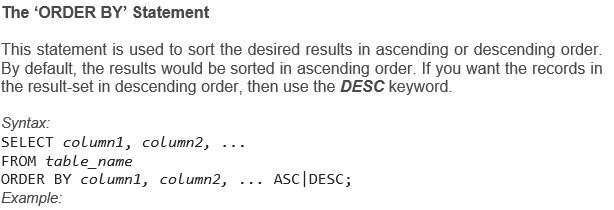 The ‘ORDER BY’ Statement
This statement is used to sort the desired results in ascending or descending order.
By default, the results would be sorted in ascending order. If you want the records in
the result-set in descending order, then use the DESC keyword.
Syntax:
SELECT column1, column2, ...
FROM table_name
ORDER BY column1, column2, ... ASC|DESC;
Example: